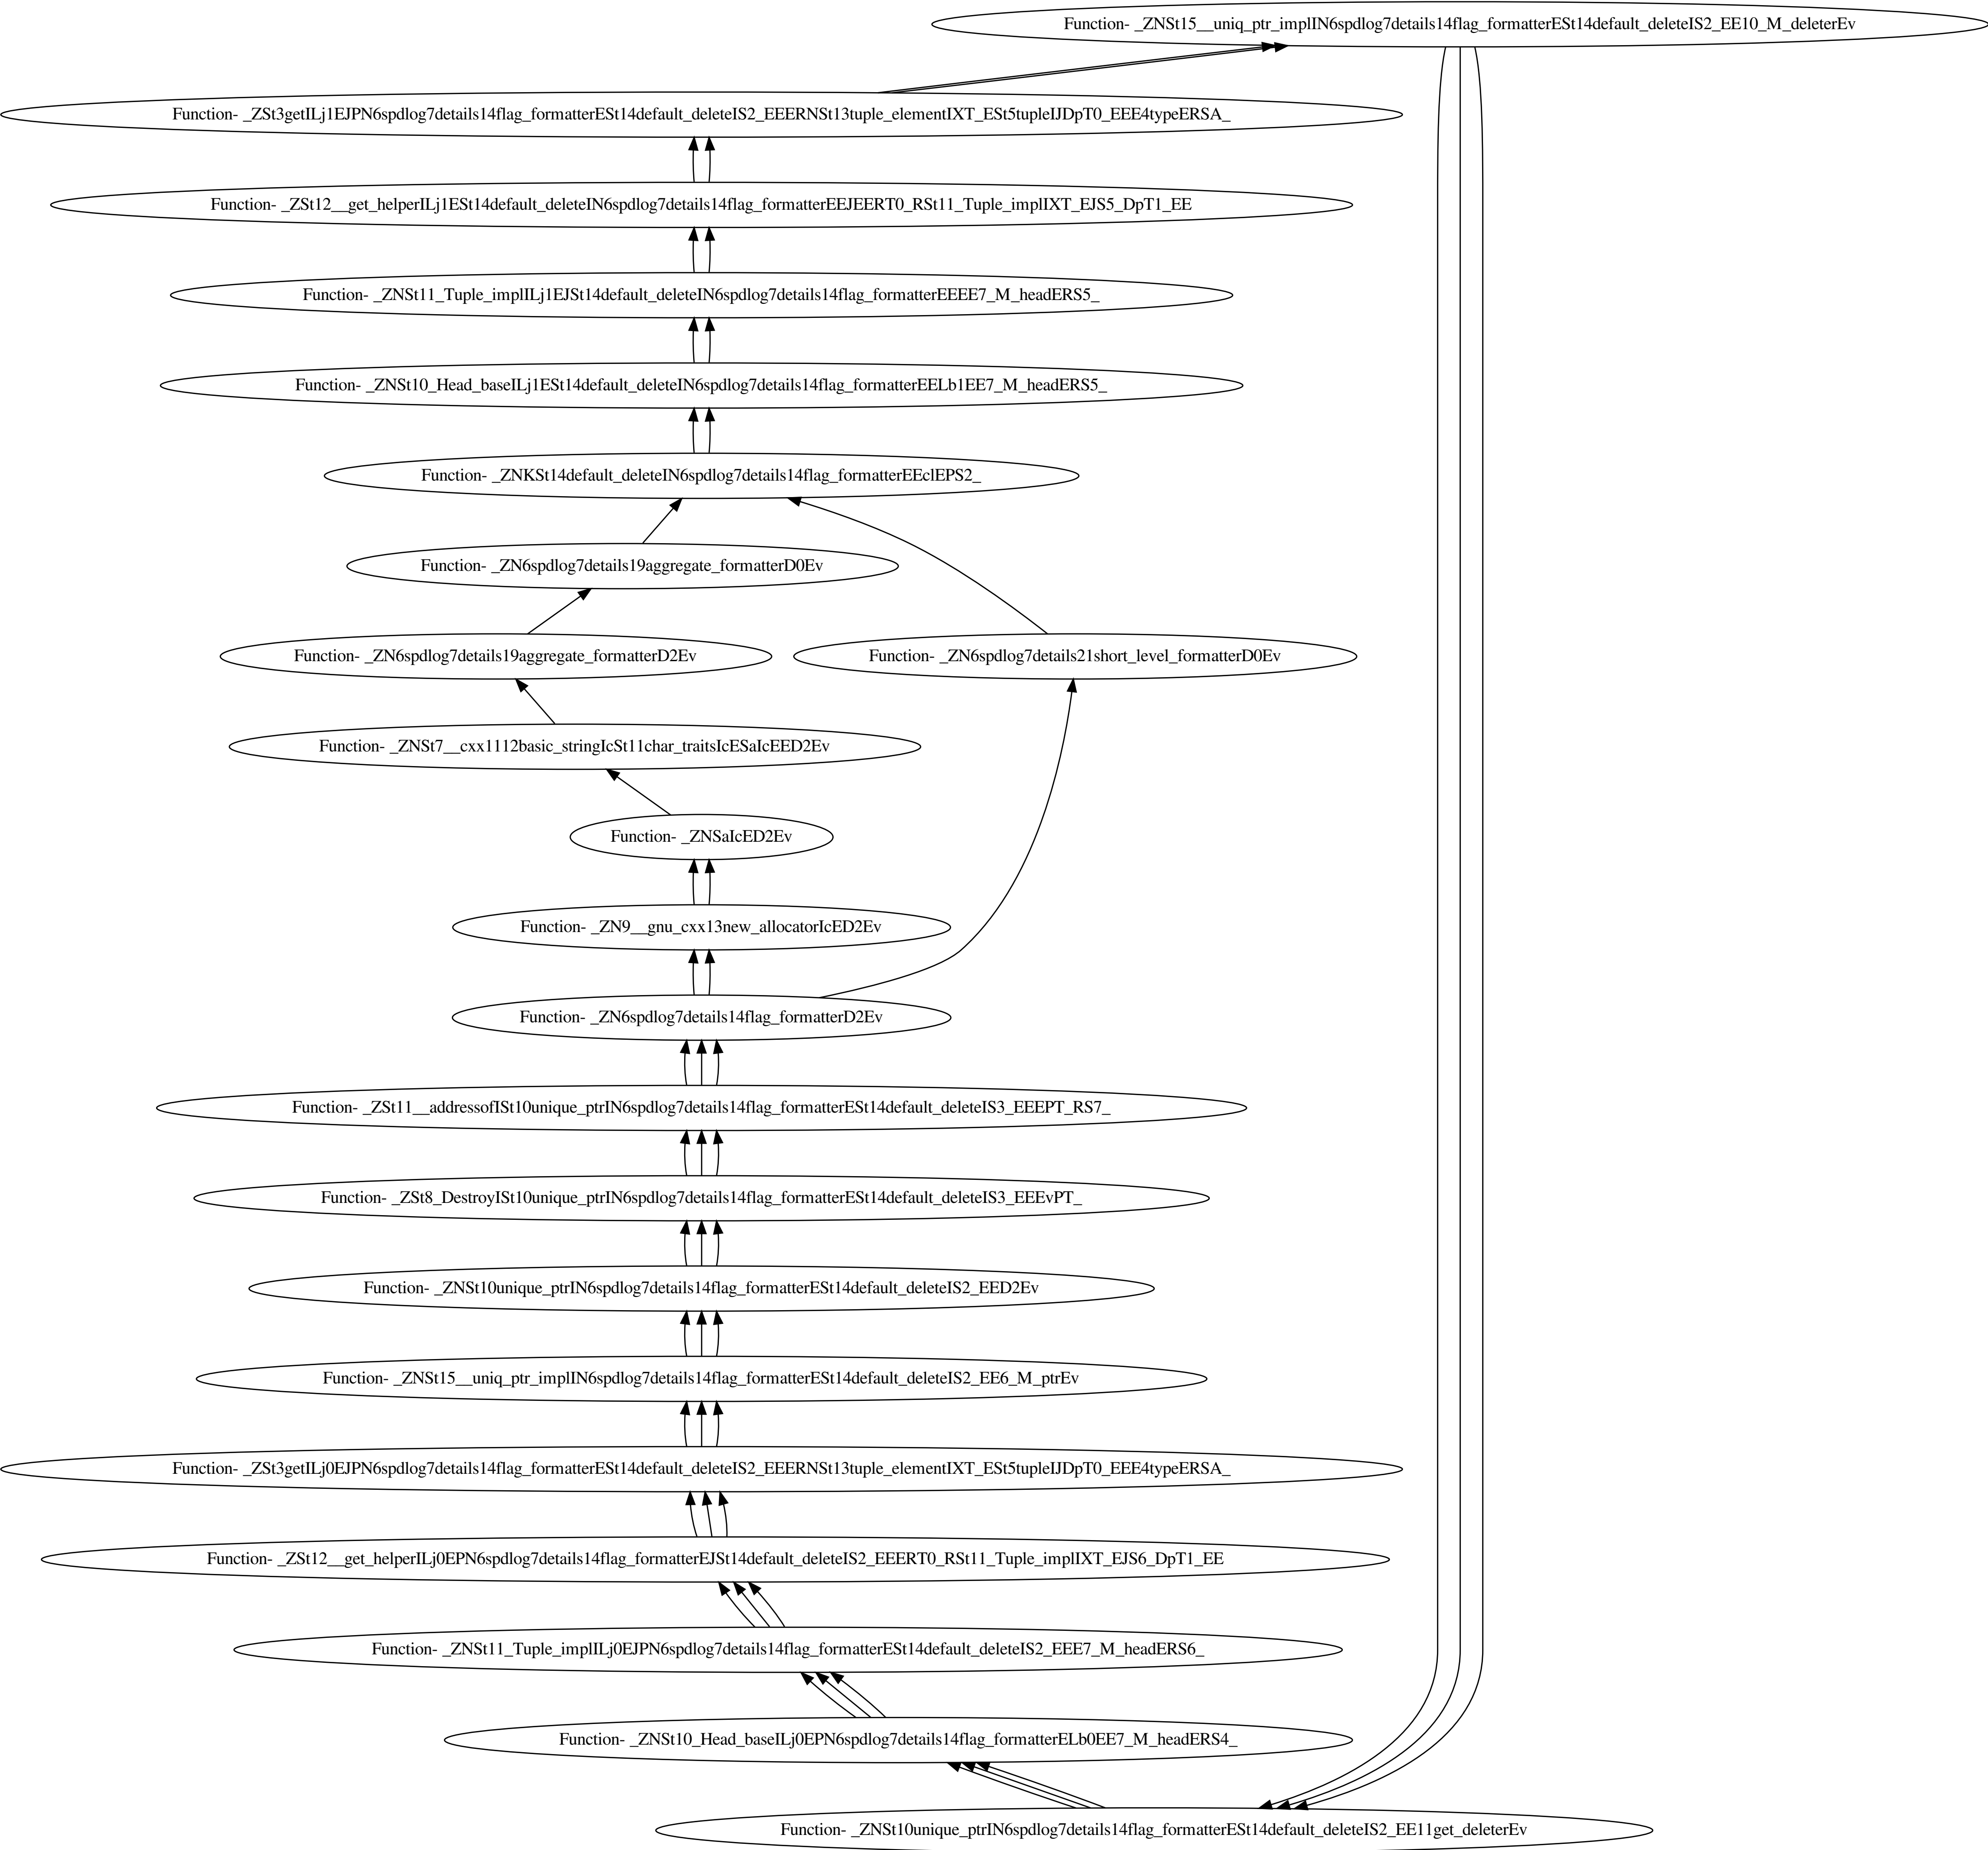 Function- _ZNSt15__uniq_ptr_implIN6spdlog7details14flag_formatterESt14default_deleteIS2_EE10_M_deleterEv
Function- _ZSt3getILj1EJPN6spdlog7details14flag_formatterESt14default_deleteIS2_EEERNSt13tuple_elementIXT_ESt5tupleIJDpT0_EEE4typeERSA_
Function- _ZSt12__get_helperILj1ESt14default_deleteIN6spdlog7details14flag_formatterEEJEERT0_RSt11_Tuple_implIXT_EJS5_DpT1_EE
Function- _ZNSt11_Tuple_implILj1EJSt14default_deleteIN6spdlog7details14flag_formatterEEEE7_M_headERS5_
Function- _ZNSt10_Head_baseILj1ESt14default_deleteIN6spdlog7details14flag_formatterEELb1EE7_M_headERS5_
Function- _ZNKSt14default_deleteIN6spdlog7details14flag_formatterEEclEPS2_
Function- _ZN6spdlog7details19aggregate_formatterD0Ev
Function- _ZN6spdlog7details19aggregate_formatterD2Ev
Function- _ZN6spdlog7details21short_level_formatterD0Ev
Function- _ZNSt7__cxx1112basic_stringIcSt11char_traitsIcESaIcEED2Ev
Function- _ZNSaIcED2Ev
Function- _ZN9__gnu_cxx13new_allocatorIcED2Ev
Function- _ZN6spdlog7details14flag_formatterD2Ev
Function- _ZSt11__addressofISt10unique_ptrIN6spdlog7details14flag_formatterESt14default_deleteIS3_EEEPT_RS7_
Function- _ZSt8_DestroyISt10unique_ptrIN6spdlog7details14flag_formatterESt14default_deleteIS3_EEEvPT_
Function- _ZNSt10unique_ptrIN6spdlog7details14flag_formatterESt14default_deleteIS2_EED2Ev
Function- _ZNSt15__uniq_ptr_implIN6spdlog7details14flag_formatterESt14default_deleteIS2_EE6_M_ptrEv
Function- _ZSt3getILj0EJPN6spdlog7details14flag_formatterESt14default_deleteIS2_EEERNSt13tuple_elementIXT_ESt5tupleIJDpT0_EEE4typeERSA_
Function- _ZSt12__get_helperILj0EPN6spdlog7details14flag_formatterEJSt14default_deleteIS2_EEERT0_RSt11_Tuple_implIXT_EJS6_DpT1_EE
Function- _ZNSt11_Tuple_implILj0EJPN6spdlog7details14flag_formatterESt14default_deleteIS2_EEE7_M_headERS6_
Function- _ZNSt10_Head_baseILj0EPN6spdlog7details14flag_formatterELb0EE7_M_headERS4_
Function- _ZNSt10unique_ptrIN6spdlog7details14flag_formatterESt14default_deleteIS2_EE11get_deleterEv